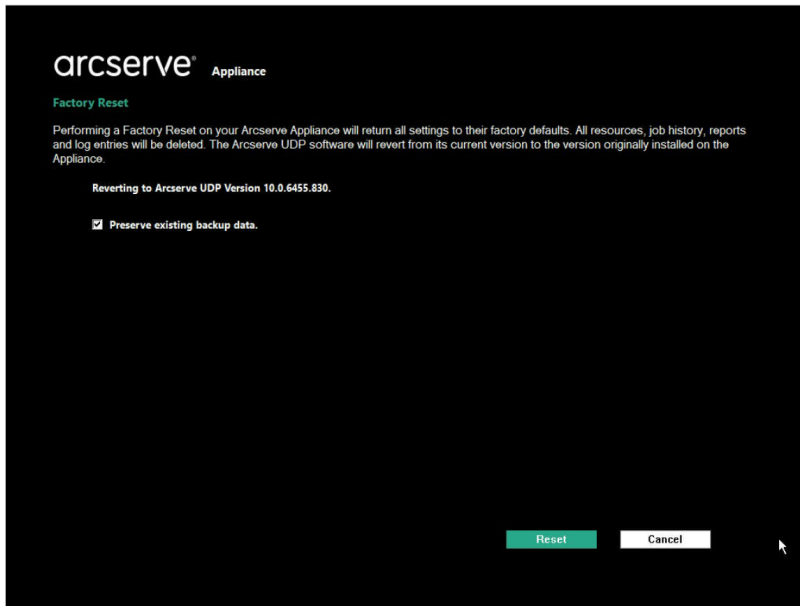 arcserve® Appliance
Factory Reset
Performing a Factory Reset on your Arcserve Appliance will return all settings to their factory defaults. All resources, job history, reports
and log entries will be deleted. The Arcserve UDP software will revert from its current version to the version originally installed on the
Appliance.
Reverting to Arcserve UDP Version 10.0.6455.830.
Preserve existing backup data.
Reset Cancel